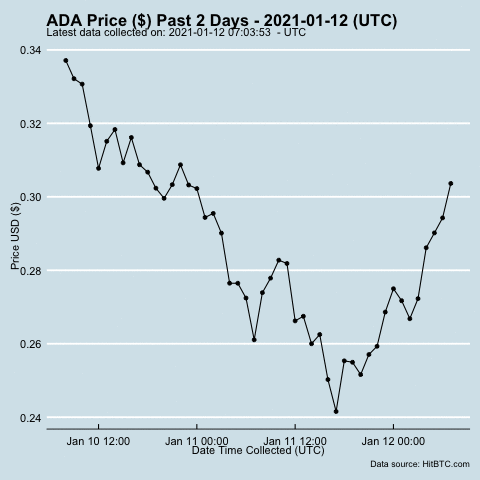 ADA Price ($) Past 2 Days - 2021-01-12 (UTC)
Latest data collected on: 2021-01-12 07:03:53 - UTC
0.34
0.32
0.30
0.28
0.26
0.24
Price USD ($)
Jan 10 12:00 Jan 11 00:00 Jan 11 12:00 Jan 12 00:00
Date Time Collected (UTC)
Data source: HitBTC.com